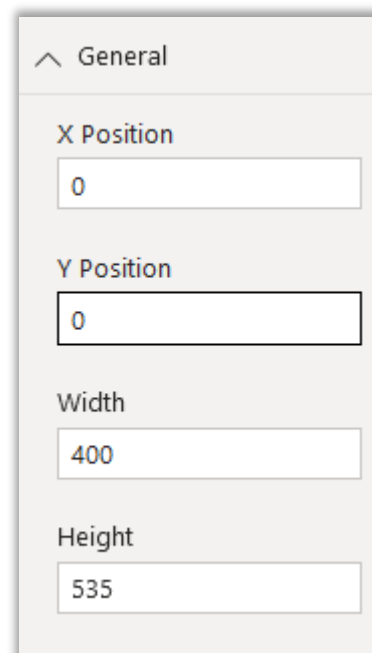 General
X Position
0
Y Position
0
Width
400
Height
535